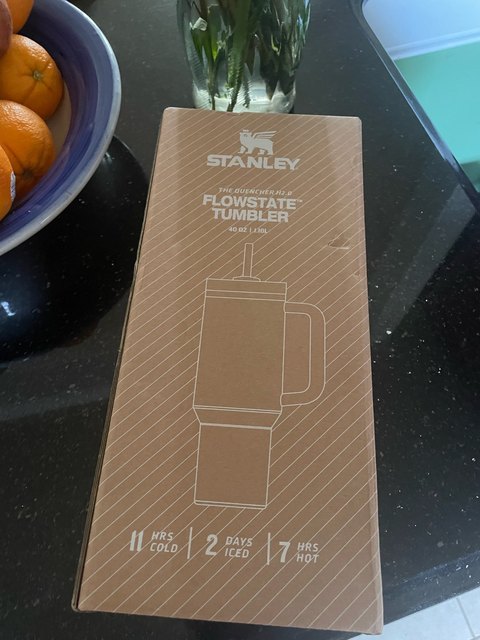 STANLEY
THE QUENCHER H2.0
FLOWSTATE™
TUMBLER
40 OZ | 1.18L
11 HRS COLD | 2 DAYS ICED | 7 HRS HOT